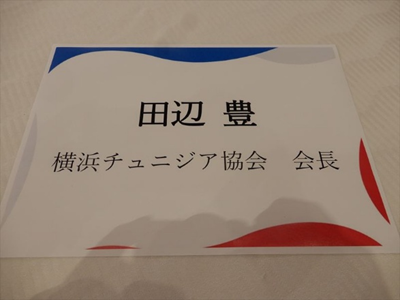 田辺 豊
横浜チュニジア協会　会長